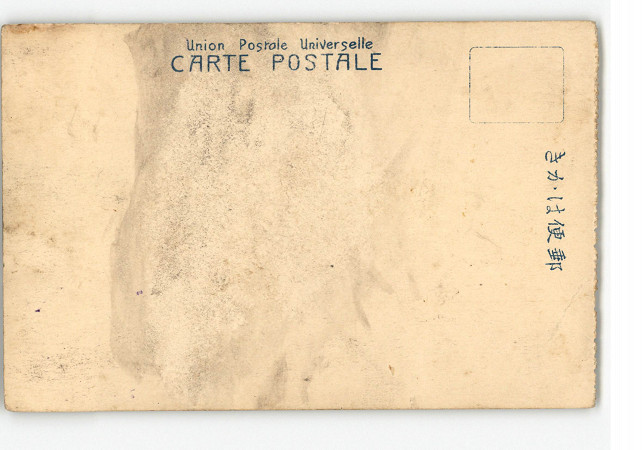 Union Postale Universelle
CARTE POSTALE
郵便はかき